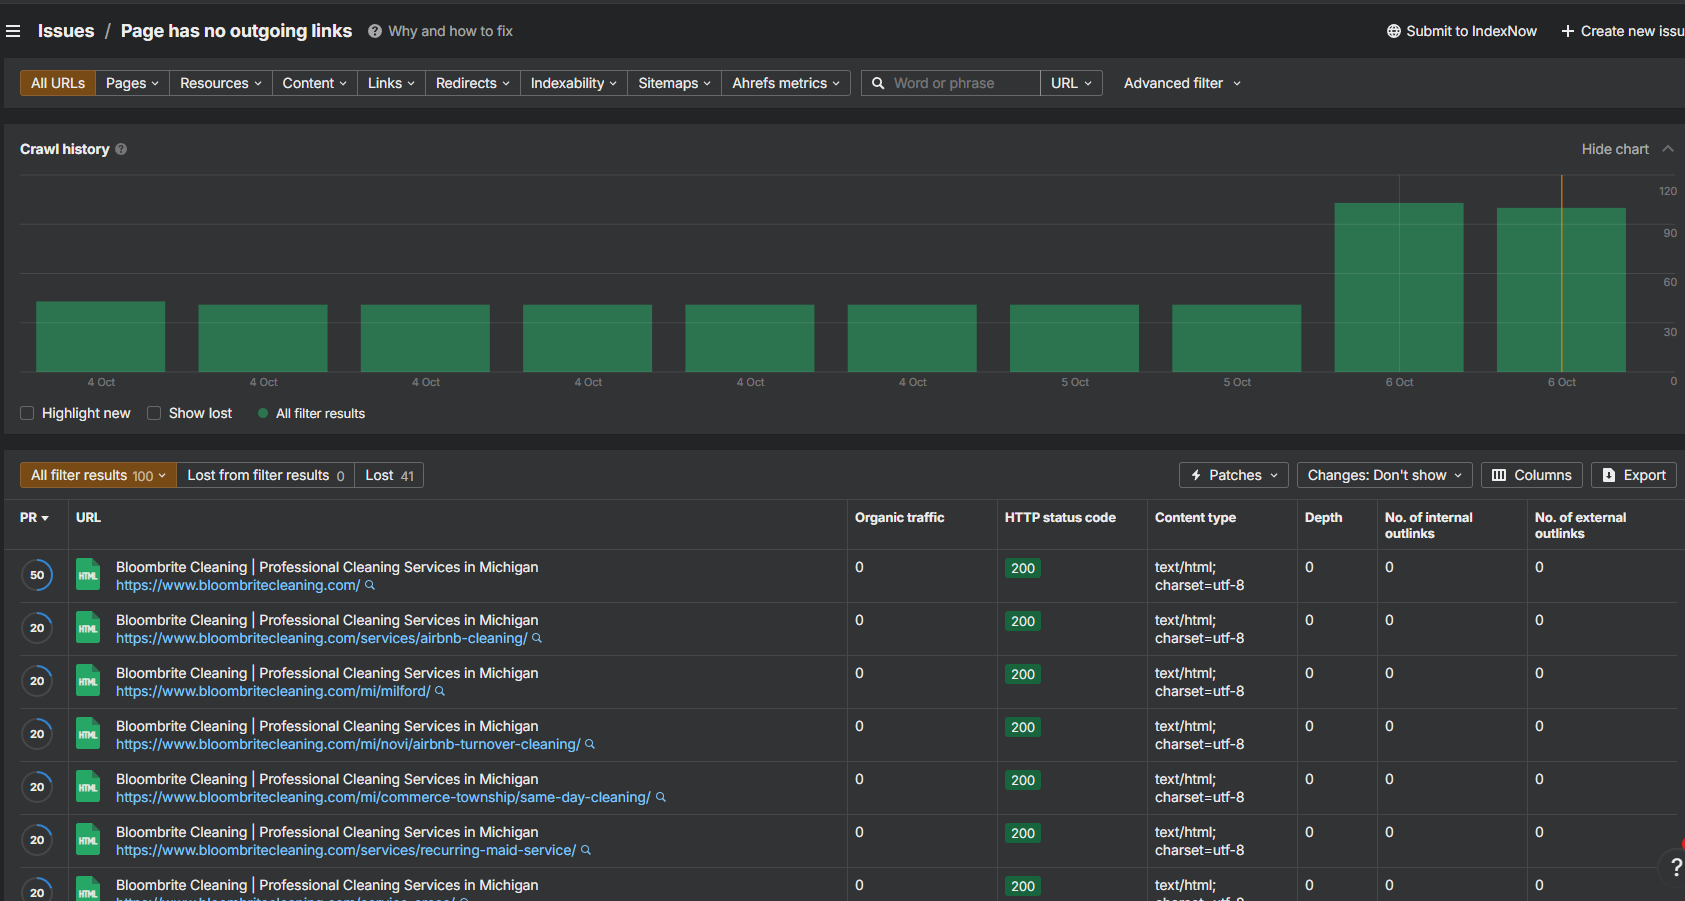 Issues / Page has no outgoing links ? Why and how to fix Submit to IndexNow + Create new issu
All URLs Pages Resources Content Links Redirects Indexability Sitemaps Ahrefs metrics Word or phrase URL Advanced filter
Crawl history ? Hide chart
120
90
60
30
0
4 Oct 4 Oct 4 Oct 4 Oct 4 Oct 4 Oct 5 Oct 5 Oct 6 Oct 6 Oct
Highlight new Show lost All filter results
All filter results 100 Lost from filter results 0 Lost 41 Patches Changes: Don't show Columns Export
PR URL Organic traffic HTTP status code Content type Depth No. of internal outlinks No. of external outlinks
50 HTML Bloombrite Cleaning | Professional Cleaning Services in Michigan 0 200 text/html; 0 0 0
https://www.bloombritecleaning.com/ charset=utf-8
20 HTML Bloombrite Cleaning | Professional Cleaning Services in Michigan 0 200 text/html; 0 0 0
https://www.bloombritecleaning.com/services/airbnb-cleaning/ charset=utf-8
20 HTML Bloombrite Cleaning | Professional Cleaning Services in Michigan 0 200 text/html; 0 0 0
https://www.bloombritecleaning.com/mi/milford/ charset=utf-8
20 HTML Bloombrite Cleaning | Professional Cleaning Services in Michigan 0 200 text/html; 0 0 0
https://www.bloombritecleaning.com/mi/novi/airbnb-turnover-cleaning/ charset=utf-8
20 HTML Bloombrite Cleaning | Professional Cleaning Services in Michigan 0 200 text/html; 0 0 0
https://www.bloombritecleaning.com/mi/commerce-township/same-day-cleaning/ charset=utf-8
20 HTML Bloombrite Cleaning | Professional Cleaning Services in Michigan 0 200 text/html; 0 0 0
https://www.bloombritecleaning.com/services/recurring-maid-service/ charset=utf-8
?
20 HTML Bloombrite Cleaning | Professional Cleaning Services in Michigan 0 200 text/html; 0 0 0